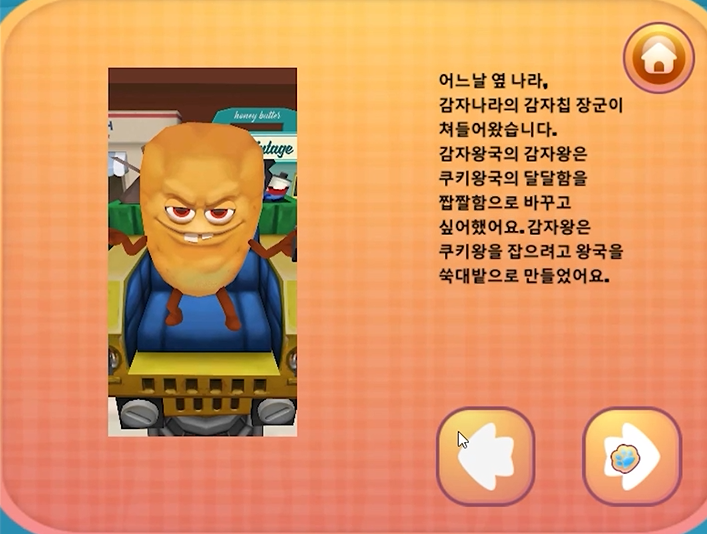 honey butter
어느날 옆 나라,
감자나라의 감자칩 장군이
쳐들어왔습니다.
감자왕국의 감자왕은
쿠키왕국의 달달함을
짭짤함으로 바꾸고
싶어했어요.감자왕은
쿠키왕을 잡으려고 왕국을
쑥대밭으로 만들었어요.